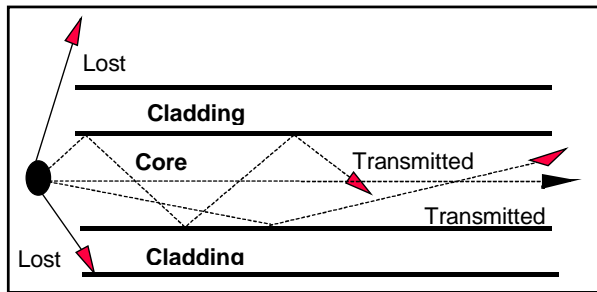 Lost
Cladding
Core
Transmitted
Transmitted
Lost
Cladding